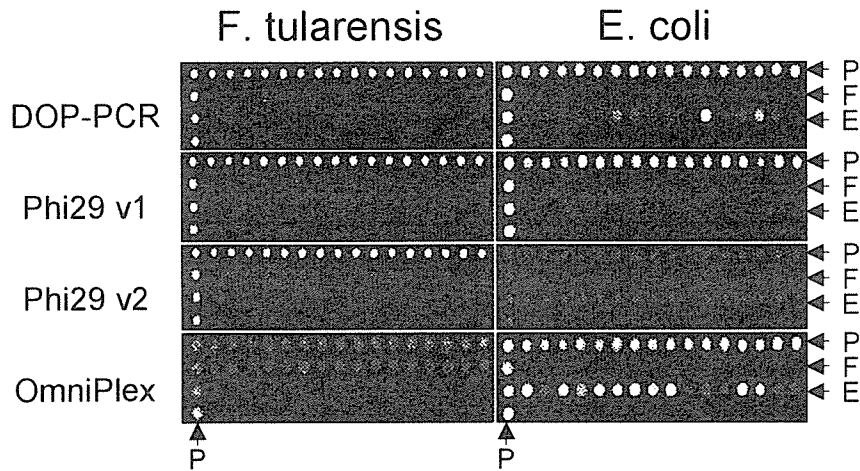 F. tularensis E. coli
DOP-PCR P
F
E
Phi29 v1 P
F
E
Phi29 v2 P
F
E
OmniPlex P
F
E
P P